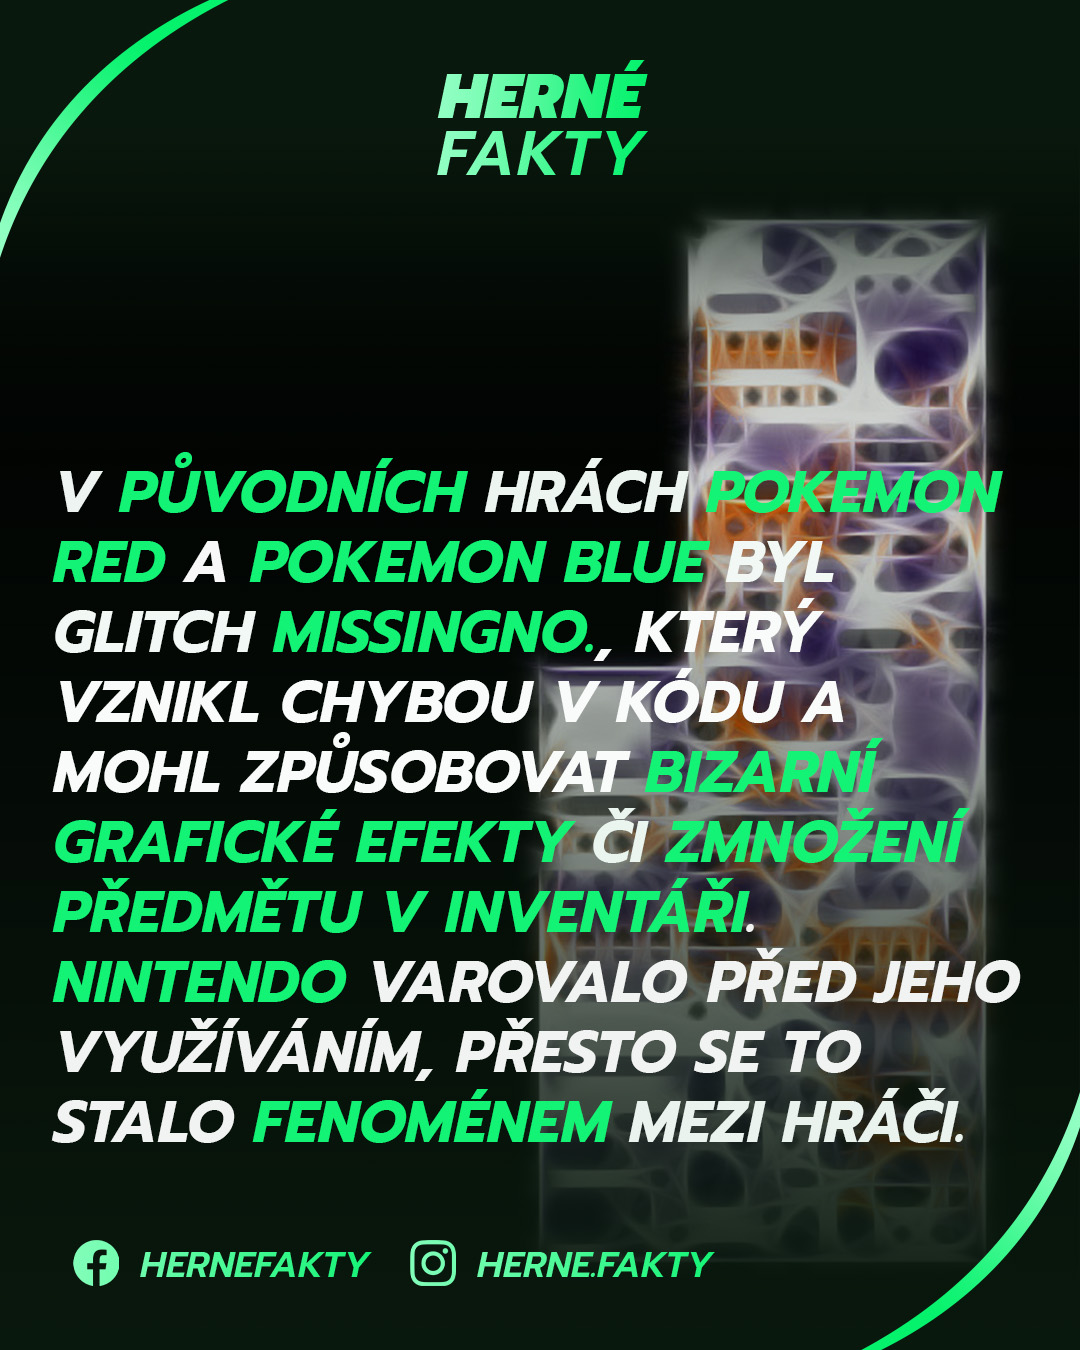 HERNÉ
FAKTY
V PŮVODNÍCH HRÁCH POKEMON
RED A POKEMON BLUE BYL
GLITCH MISSINGNO., KTERÝ
VZNIKL CHYBOU V KÓDU A
MOHL ZPŮSOBOVAT BIZARNÍ
GRAFICKÉ EFEKTY ČI ZMNOŽENÍ
PŘEDMĚTU V INVENTÁŘI.
NINTENDO VAROVALO PŘED JEHO
VYUŽÍVÁNÍM, PŘESTO SE TO
STALO FENOMÉNEM MEZI HRÁČI.
HERNEFAKTY HERNE.FAKTY